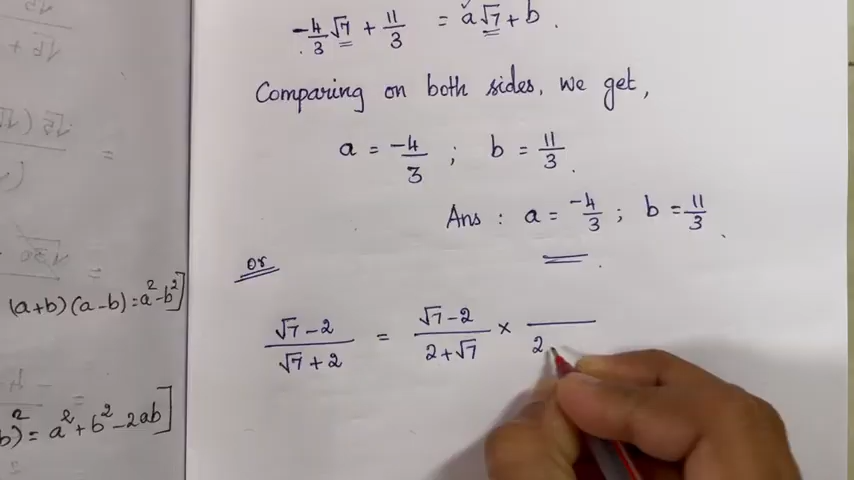 -4/3 √7 + 11/3 = a√7 + b .
Comparing on both sides, we get,
a = -4/3 ; b = 11/3 .
Ans : a = -4/3 ; b = 11/3 .
or
(a+b)(a-b) = a² - b²]
√7 - 2 / √7 + 2 = √7 - 2 / 2 + √7 × / 2
b)² = a² + b² - 2ab]